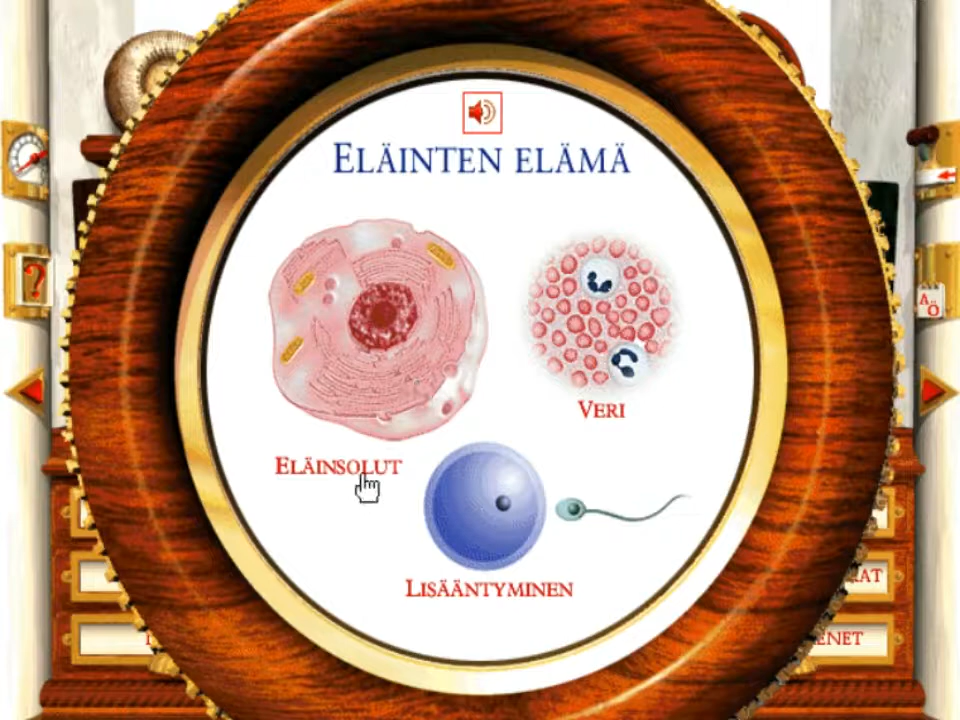 ELÄINTEN ELÄMÄ
VERI
ELÄINSOLUT
LISÄÄNTYMINEN
?
A
Ö